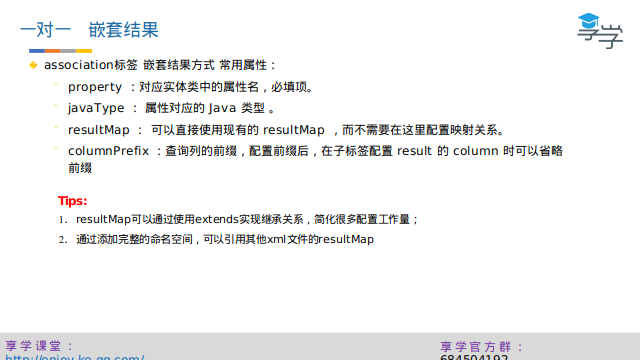 一对一 嵌套结果
享学
association标签 嵌套结果方式 常用属性：
property ：对应实体类中的属性名，必填项。
javaType ： 属性对应的 Java 类型 。
resultMap ： 可以直接使用现有的 resultMap ，而不需要在这里配置映射关系。
columnPrefix ：查询列的前缀，配置前缀后，在子标签配置 result 的 column 时可以省略
前缀
Tips:
1. resultMap可以通过使用extends实现继承关系，简化很多配置工作量；
2. 通过添加完整的命名空间，可以引用其他xml文件的resultMap
享学课堂：
http://enjoy.ke.qq.com/
享学官方群：
684504192